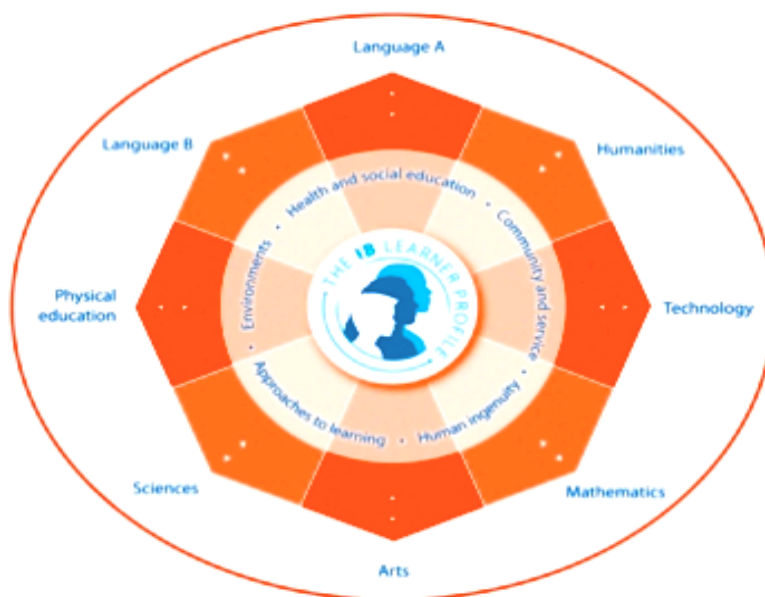 Language A
Language B
Humanities
Health and social education
•
Community and service
•
Environments
•
THE IB LEARNER PROFILE
Physical
education
Technology
Approaches to learning
•
Human ingenuity
•
Sciences
Mathematics
Arts